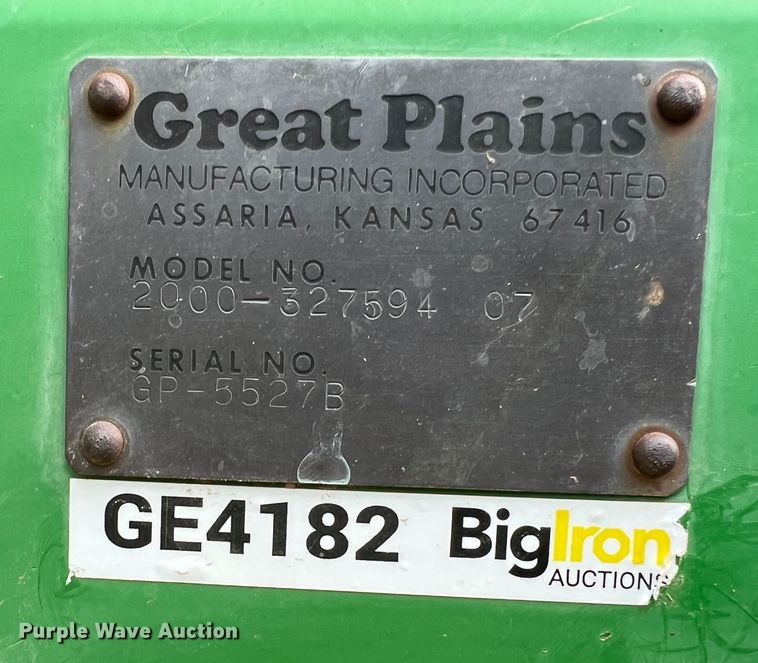 Great Plains
MANUFACTURING INCORPORATED
ASSARIA, KANSAS 67416
MODEL NO.
2000-327594 07
SERIAL NO.
GP-5527B
GE4182 BigIron
AUCTIONS
Purple Wave Auction